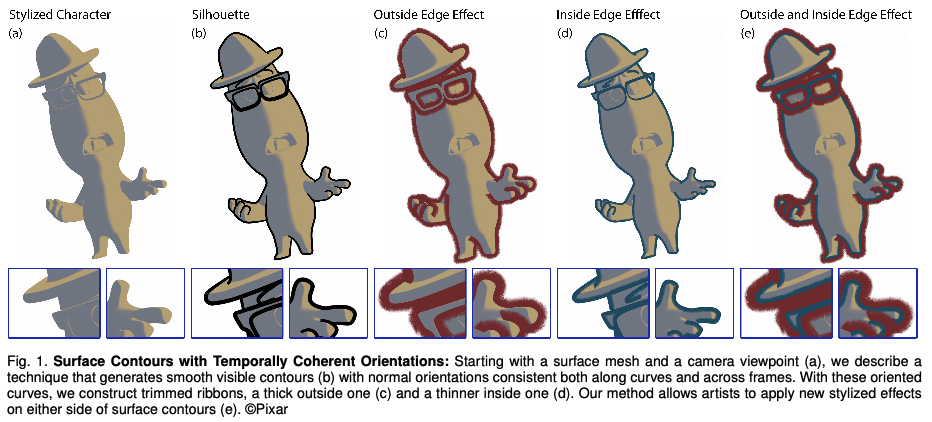 Stylized Character
Silhouette
Outside Edge Effect
Inside Edge Efffect
Outside and Inside Edge Effect
(a)
(b)
(c)
(d)
(e)
Fig. 1. Surface Contours with Temporally Coherent Orientations: Starting with a surface mesh and a camera viewpoint (a), we describe a
technique that generates smooth visible contours (b) with normal orientations consistent both along curves and across frames. With these oriented
curves, we construct trimmed ribbons, a thick outside one (c) and a thinner inside one (d). Our method allows artists to apply new stylized effects
on either side of surface contours (e). ©Pixar